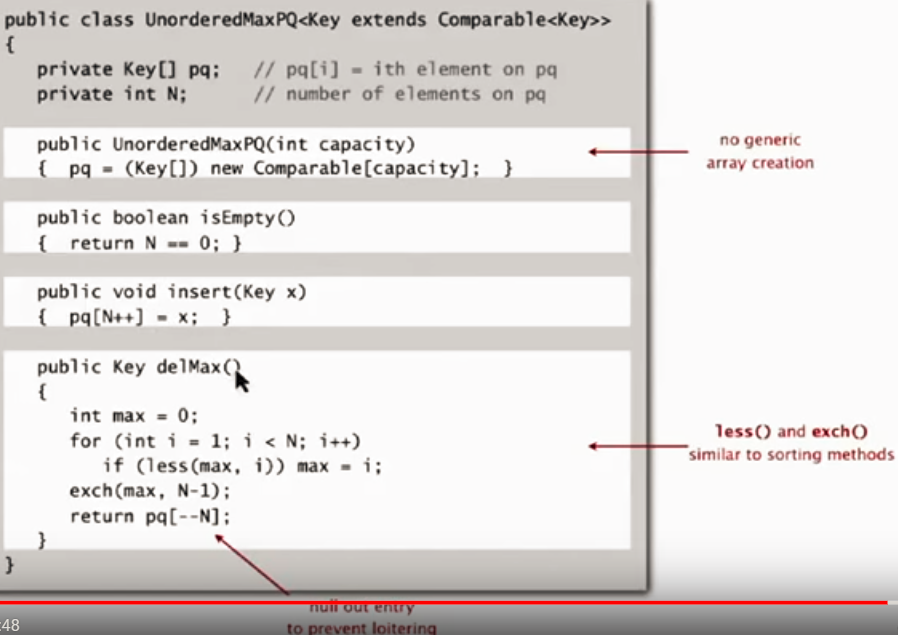 public class UnorderedMaxPQ<Key extends Comparable<Key>>
{
private Key[] pq; // pq[i] = ith element on pq
private int N; // number of elements on pq
public UnorderedMaxPQ(int capacity)
{ pq = (Key[]) new Comparable[capacity]; }
no generic
array creation
public boolean isEmpty()
{ return N == 0; }
public void insert(Key x)
{ pq[N++] = x; }
public Key delMax()
{
int max = 0;
for (int i = 1; i < N; i++)
if (less(max, i)) max = i;
exch(max, N-1);
return pq[--N];
}
}
less() and exch()
similar to sorting methods
null out entry
to prevent loitering
:48